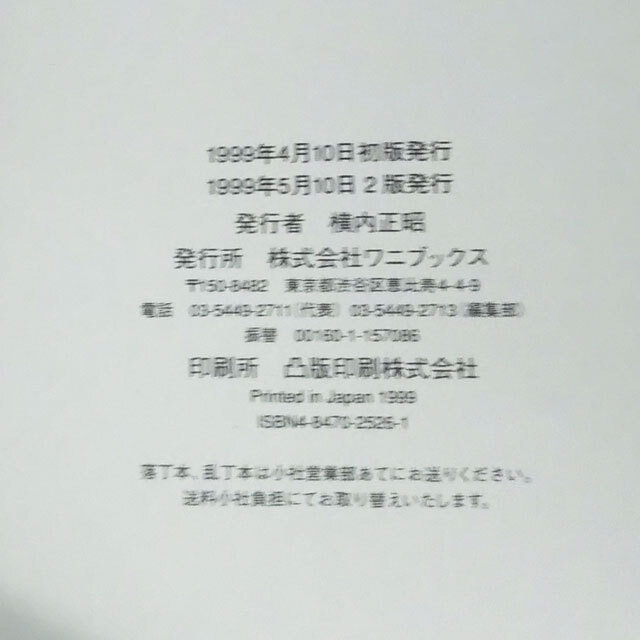 1999年4月10日初版発行
1999年5月10日2版発行
発行者 横内正昭
発行所 株式会社ワニブックス
〒150-8482 東京都渋谷区恵比寿4-4-9
電話 03-5449-2711(代表) 03-5449-2713(編集部)
振替 00160-1-157086
印刷所 凸版印刷株式会社
Printed in Japan 1999
ISBN4-8470-2526-1
落丁本、乱丁本は小社営業部あてにお送りください。
送料小社負担にてお取り替えいたします。